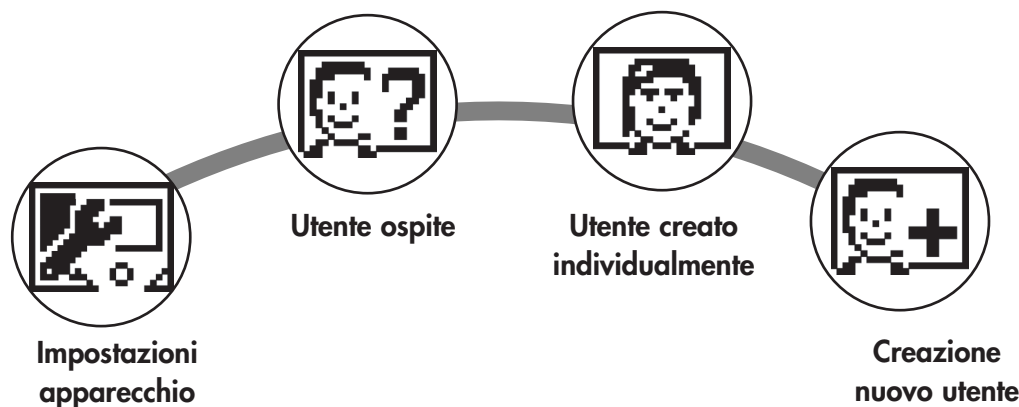 Utente ospite
Utente creato
individualmente
Impostazioni
apparecchio
Creazione
nuovo utente